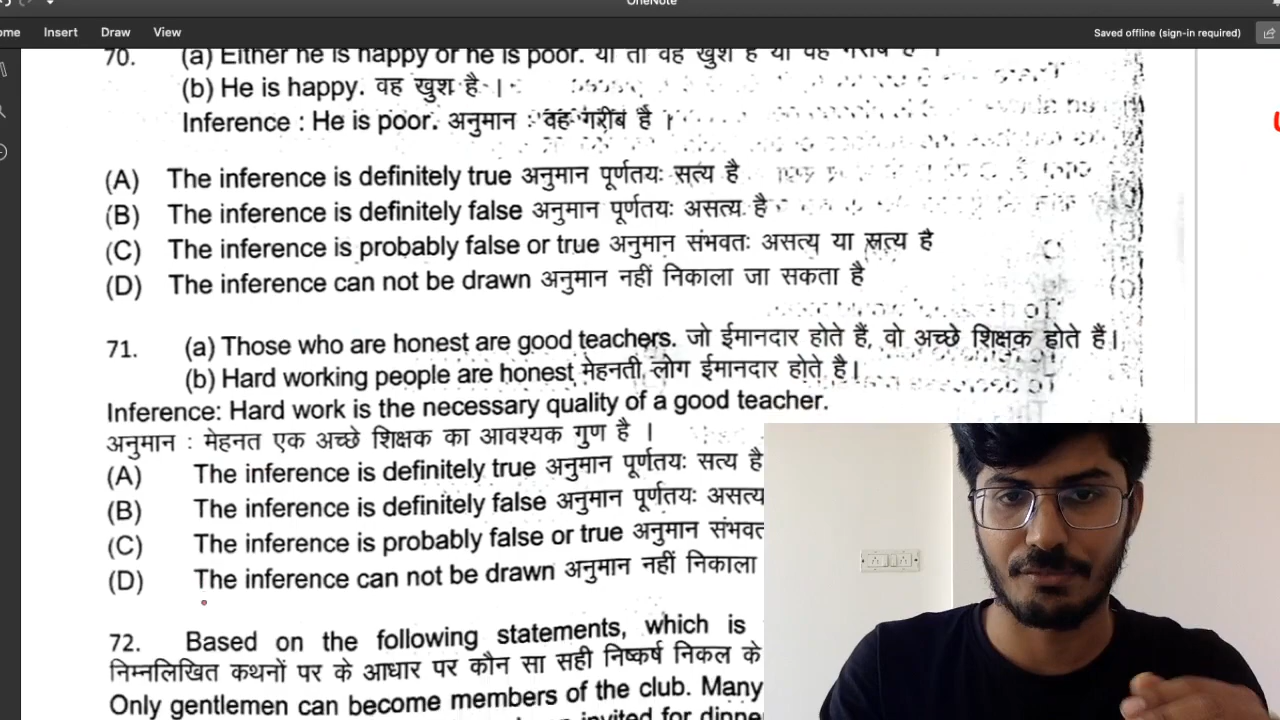 OneNote
ome Insert Draw View Saved offline (sign-in required)
70. (a) Either he is happy or he is poor. या तो वह खुश है या वह गरीब है ।
(b) He is happy. वह खुश है ।
Inference : He is poor. अनुमान : वह गरीब है ।
(A) The inference is definitely true अनुमान पूर्णतयः सत्य है
(B) The inference is definitely false अनुमान पूर्णतयः असत्य है
(C) The inference is probably false or true अनुमान संभवतः असत्य या सत्य है
(D) The inference can not be drawn अनुमान नहीं निकाला जा सकता है
71. (a) Those who are honest are good teachers. जो ईमानदार होते हैं, वो अच्छे शिक्षक होते हैं।
(b) Hard working people are honest मेहनती लोग ईमानदार होते है।
Inference: Hard work is the necessary quality of a good teacher.
अनुमान : मेहनत एक अच्छे शिक्षक का आवश्यक गुण है ।
(A) The inference is definitely true अनुमान पूर्णतयः सत्य है
(B) The inference is definitely false अनुमान पूर्णतयः असत्य
(C) The inference is probably false or true अनुमान संभवत
(D) The inference can not be drawn अनुमान नहीं निकाला
72. Based on the following statements, which is
निम्नलिखित कथनों पर के आधार पर कौन सा सही निष्कर्ष निकल के
Only gentlemen can become members of the club. Many
invited for dinner